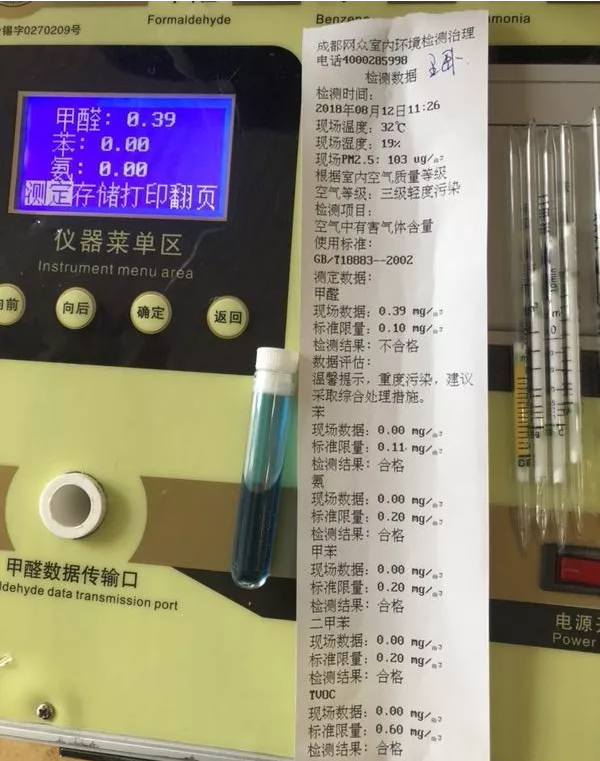 Formaldehyde
Benzene
monia
锡字0270209号
甲醛: 0.39
苯: 0.00
氨: 0.00
测定存储打印翻页
仪器菜单区
Instrument menu area
向前
向后
确定
返回
甲醛数据传输口
ldehyde data transmission port
成都网众室内环境检测治理
电话4000285998
检测数据
检测时间:
2018年08月12日11:26
现场温度: 32℃
现场湿度: 19%
现场PM2.5: 103 ug/m3
根据室内空气质量等级
空气等级: 三级轻度污染
检测项目:
空气中有害气体含量
使用标准:
GB/T18883--2002
测定数据:
甲醛
现场数据: 0.39 mg/m3
标准限量: 0.10 mg/m3
检测结果: 不合格
数据评估:
温馨提示, 重度污染, 建议
采取综合处理措施。
苯
现场数据: 0.00 mg/m3
标准限量: 0.11 mg/m3
检测结果: 合格
氨
现场数据: 0.00 mg/m3
标准限量: 0.20 mg/m3
检测结果: 合格
甲苯
现场数据: 0.00 mg/m3
标准限量: 0.20 mg/m3
检测结果: 合格
二甲苯
现场数据: 0.00 mg/m3
标准限量: 0.20 mg/m3
检测结果: 合格
TVOC
现场数据: 0.00 mg/m3
标准限量: 0.60 mg/m3
检测结果: 合格
电源开
Power